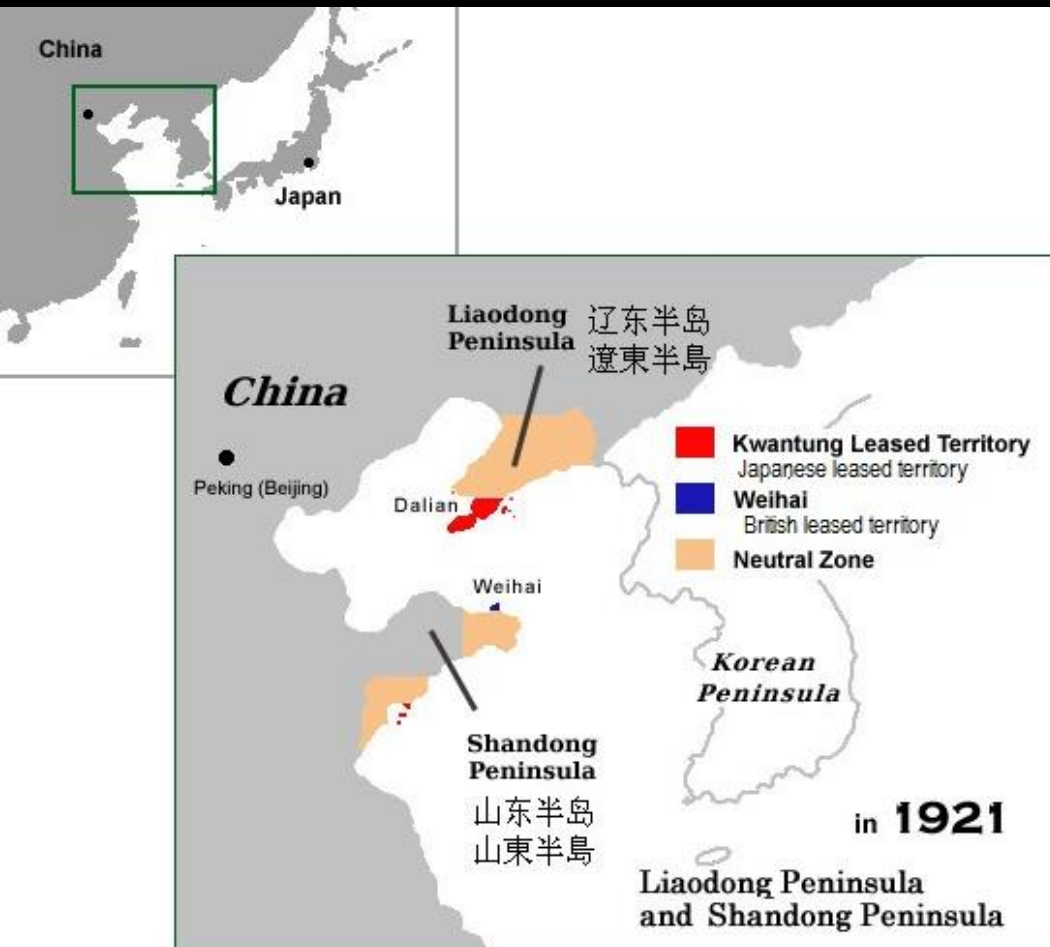 China
Japan
Liaodong
Peninsula
辽东半岛
遼東半島
China
Peking (Beijing)
Dalian
Kwantung Leased Territory
Japanese leased territory
Weihai
British leased territory
Neutral Zone
Weihai
Korean
Peninsula
Shandong
Peninsula
山东半岛
山東半島
in 1921
Liaodong Peninsula
and Shandong Peninsula